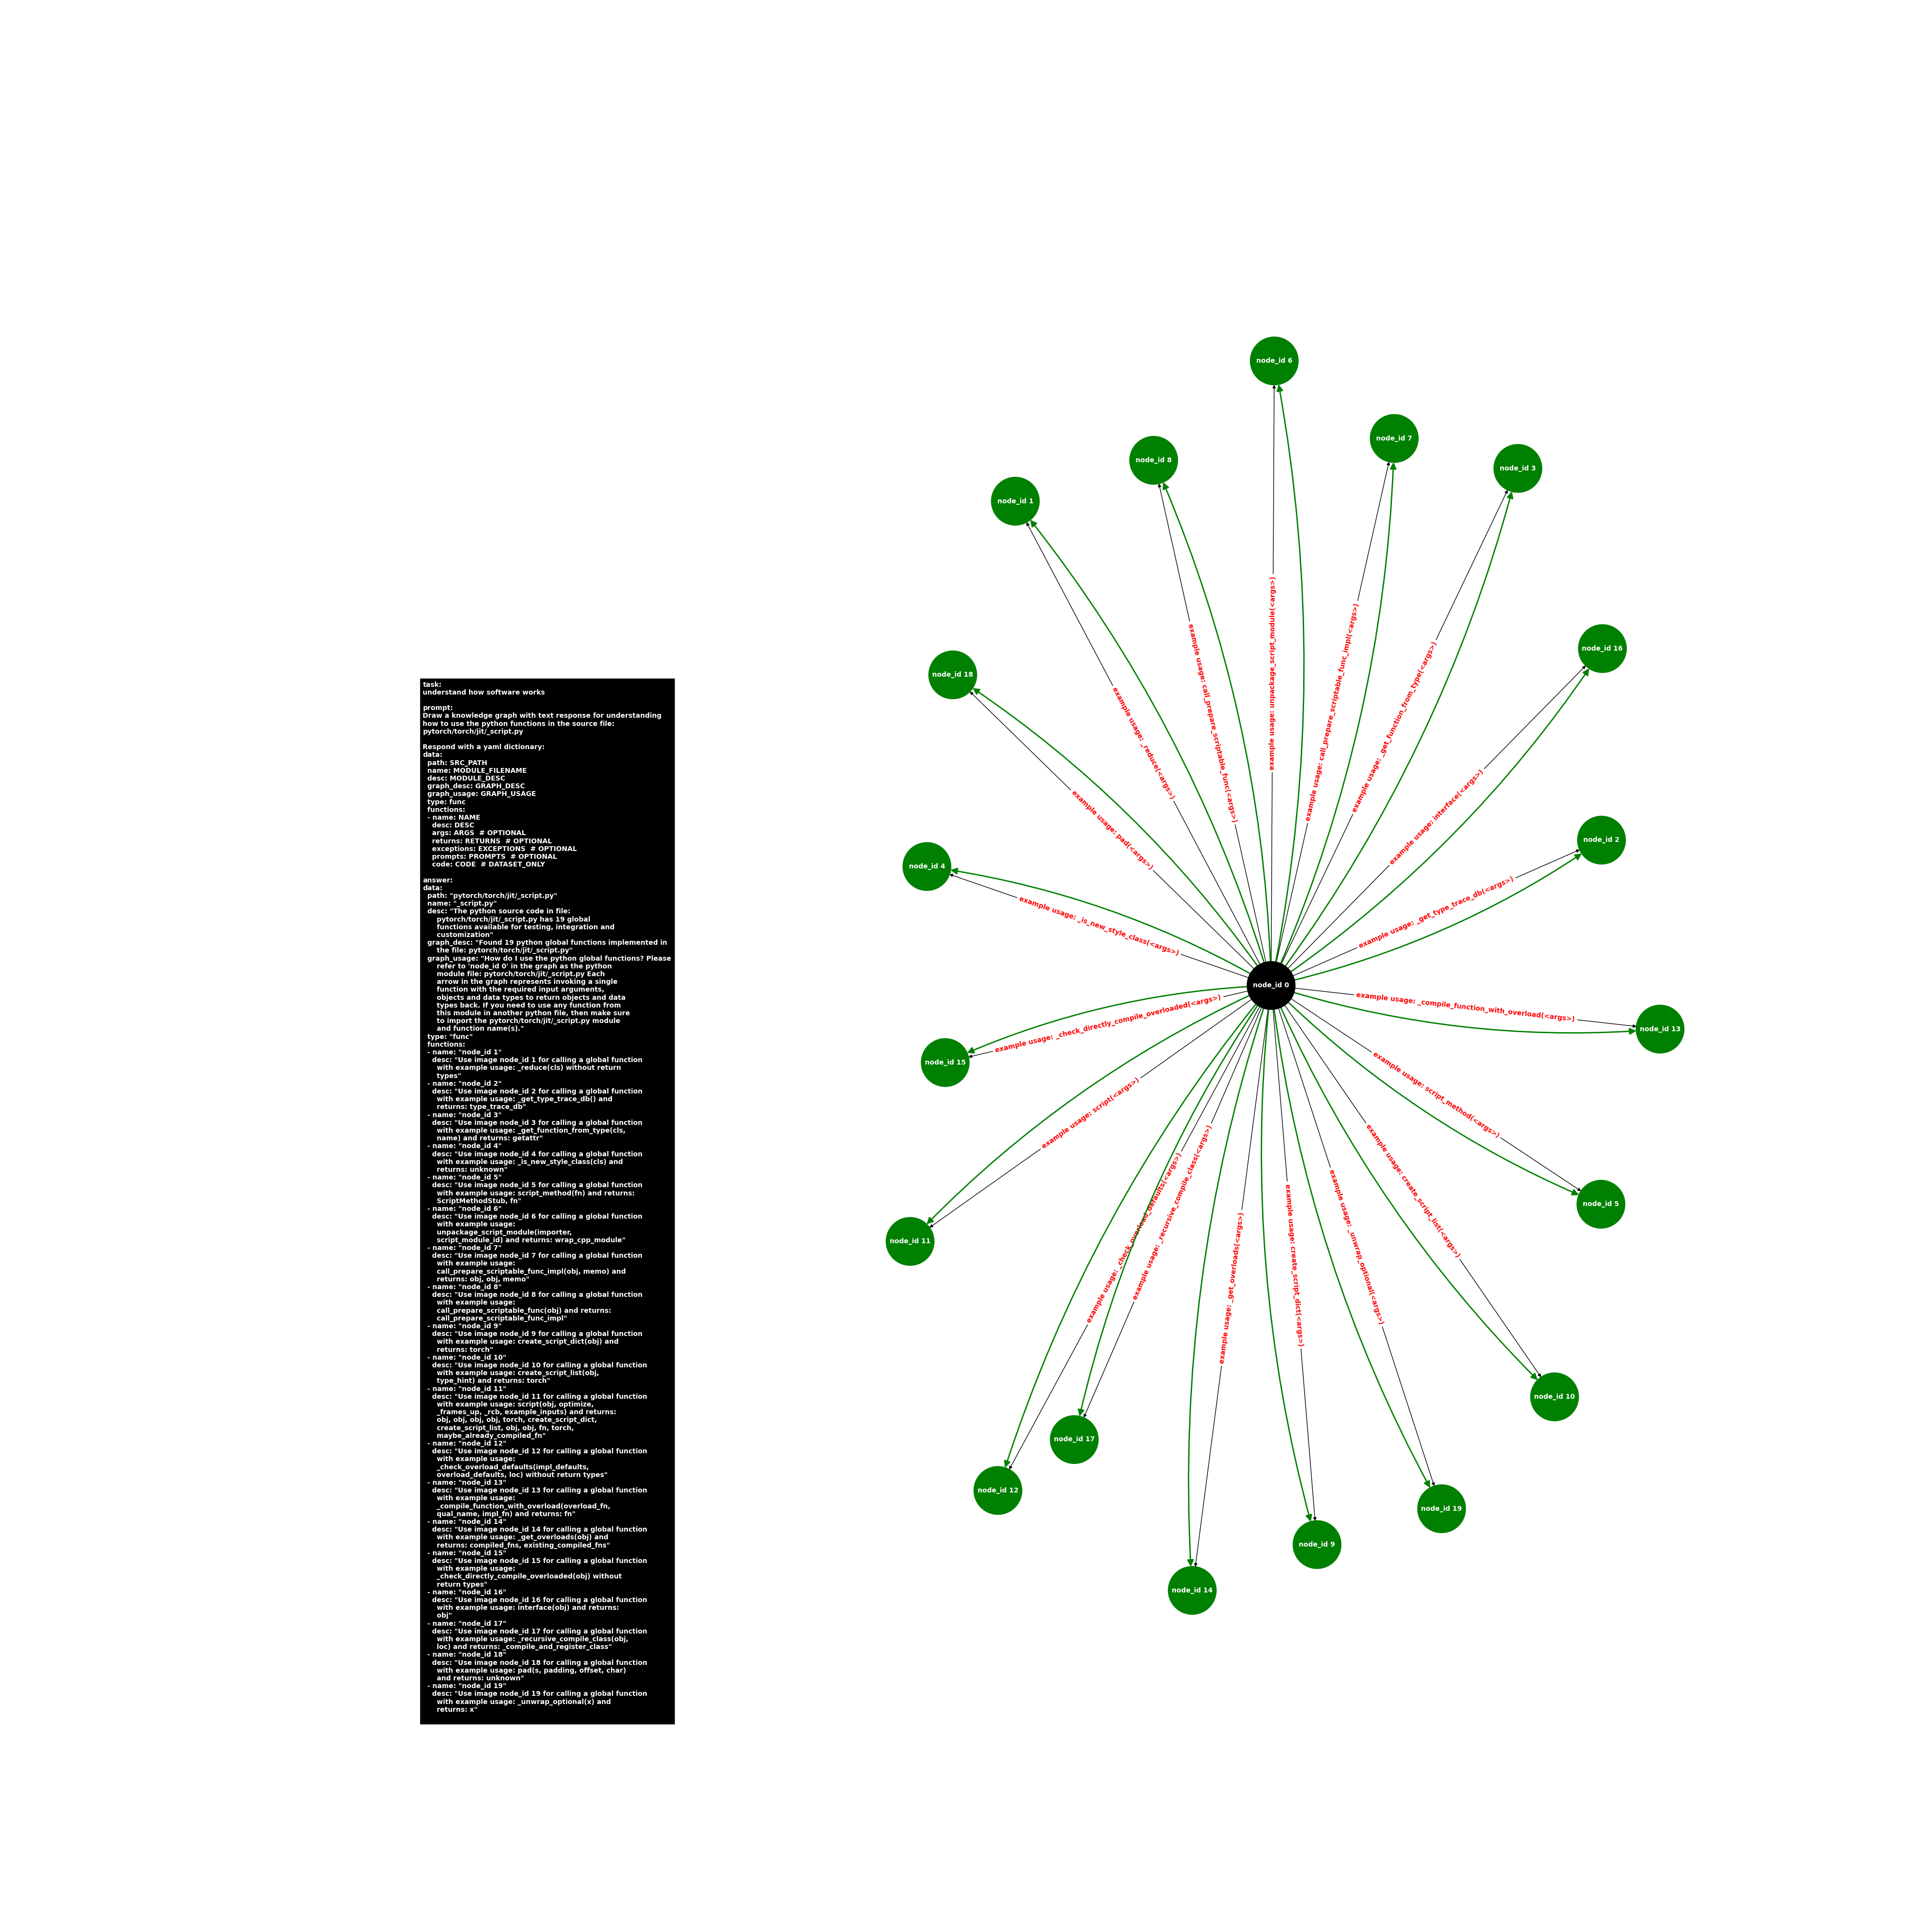 task:
understand how software works

prompt:
Draw a knowledge graph with text response for understanding
how to use the python functions in the source file:
pytorch/torch/jit/_script.py

Respond with a yaml dictionary:
data:
  path: SRC_PATH
  name: MODULE_FILENAME
  desc: MODULE_DESC
  graph_desc: GRAPH_DESC
  graph_usage: GRAPH_USAGE
  type: func
  functions:
  - name: NAME
    desc: DESC
    args: ARGS  # OPTIONAL
    returns: RETURNS  # OPTIONAL
    exceptions: EXCEPTIONS  # OPTIONAL
    prompts: PROMPTS  # OPTIONAL
    code: CODE  # DATASET_ONLY

answer:
data:
  path: "pytorch/torch/jit/_script.py"
  name: "_script.py"
  desc: "The python source code in file:
      pytorch/torch/jit/_script.py has 19 global
      functions available for testing, integration and
      customization"
  graph_desc: "Found 19 python global functions implemented in
      the file: pytorch/torch/jit/_script.py"
  graph_usage: "How do I use the python global functions? Please
      refer to 'node_id 0' in the graph as the python
      module file: pytorch/torch/jit/_script.py Each
      arrow in the graph represents invoking a single
      function with the required input arguments,
      objects and data types to return objects and data
      types back. If you need to use any function from
      this module in another python file, then make sure
      to import the pytorch/torch/jit/_script.py module
      and function name(s)."
  type: "func"
  functions:
  - name: "node_id 1"
    desc: "Use image node_id 1 for calling a global function
      with example usage: _reduce(cls) without return
      types"
  - name: "node_id 2"
    desc: "Use image node_id 2 for calling a global function
      with example usage: _get_type_trace_db() and
      returns: type_trace_db"
  - name: "node_id 3"
    desc: "Use image node_id 3 for calling a global function
      with example usage: _get_function_from_type(cls,
      name) and returns: getattr"
  - name: "node_id 4"
    desc: "Use image node_id 4 for calling a global function
      with example usage: _is_new_style_class(cls) and
      returns: unknown"
  - name: "node_id 5"
    desc: "Use image node_id 5 for calling a global function
      with example usage: script_method(fn) and returns:
      ScriptMethodStub, fn"
  - name: "node_id 6"
    desc: "Use image node_id 6 for calling a global function
      with example usage:
      unpackage_script_module(importer,
      script_module_id) and returns: wrap_cpp_module"
  - name: "node_id 7"
    desc: "Use image node_id 7 for calling a global function
      with example usage:
      call_prepare_scriptable_func_impl(obj, memo) and
      returns: obj, obj, memo"
  - name: "node_id 8"
    desc: "Use image node_id 8 for calling a global function
      with example usage:
      call_prepare_scriptable_func(obj) and returns:
      call_prepare_scriptable_func_impl"
  - name: "node_id 9"
    desc: "Use image node_id 9 for calling a global function
      with example usage: create_script_dict(obj) and
      returns: torch"
  - name: "node_id 10"
    desc: "Use image node_id 10 for calling a global function
      with example usage: create_script_list(obj,
      type_hint) and returns: torch"
  - name: "node_id 11"
    desc: "Use image node_id 11 for calling a global function
      with example usage: script(obj, optimize,
      _frames_up, _rcb, example_inputs) and returns:
      obj, obj, obj, obj, torch, create_script_dict,
      create_script_list, obj, obj, fn, torch,
      maybe_already_compiled_fn"
  - name: "node_id 12"
    desc: "Use image node_id 12 for calling a global function
      with example usage:
      _check_overload_defaults(impl_defaults,
      overload_defaults, loc) without return types"
  - name: "node_id 13"
    desc: "Use image node_id 13 for calling a global function
      with example usage:
      _compile_function_with_overload(overload_fn,
      qual_name, impl_fn) and returns: fn"
  - name: "node_id 14"
    desc: "Use image node_id 14 for calling a global function
      with example usage: _get_overloads(obj) and
      returns: compiled_fns, existing_compiled_fns"
  - name: "node_id 15"
    desc: "Use image node_id 15 for calling a global function
      with example usage:
      _check_directly_compile_overloaded(obj) without
      return types"
  - name: "node_id 16"
    desc: "Use image node_id 16 for calling a global function
      with example usage: interface(obj) and returns:
      obj"
  - name: "node_id 17"
    desc: "Use image node_id 17 for calling a global function
      with example usage: _recursive_compile_class(obj,
      loc) and returns: _compile_and_register_class"
  - name: "node_id 18"
    desc: "Use image node_id 18 for calling a global function
      with example usage: pad(s, padding, offset, char)
      and returns: unknown"
  - name: "node_id 19"
    desc: "Use image node_id 19 for calling a global function
      with example usage: _unwrap_optional(x) and
      returns: x"
node_id 6
node_id 7
node_id 8
node_id 3
node_id 1
example usage: unpackage_script_module(<args>)
example usage: call_prepare_scriptable_func_impl(<args>)
example usage: call_prepare_scriptable_func(<args>)
example usage: _get_function_from_type(<args>)
example usage: _reduce(<args>)
node_id 16
node_id 18
example usage: interface(<args>)
example usage: pad(<args>)
node_id 2
node_id 4
example usage: _get_type_trace_db(<args>)
example usage: _is_new_style_class(<args>)
node_id 0
example usage: _compile_function_with_overload(<args>)
node_id 13
example usage: _check_directly_compile_overloaded(<args>)
node_id 15
example usage: script_method(<args>)
example usage: script(<args>)
node_id 5
node_id 11
example usage: create_script_list(<args>)
example usage: _check_overload_defaults(<args>)
example usage: _recursive_compile_class(<args>)
example usage: _get_overloads(<args>)
example usage: create_script_dict(<args>)
example usage: _unwrap_optional(<args>)
node_id 10
node_id 17
node_id 12
node_id 19
node_id 9
node_id 14